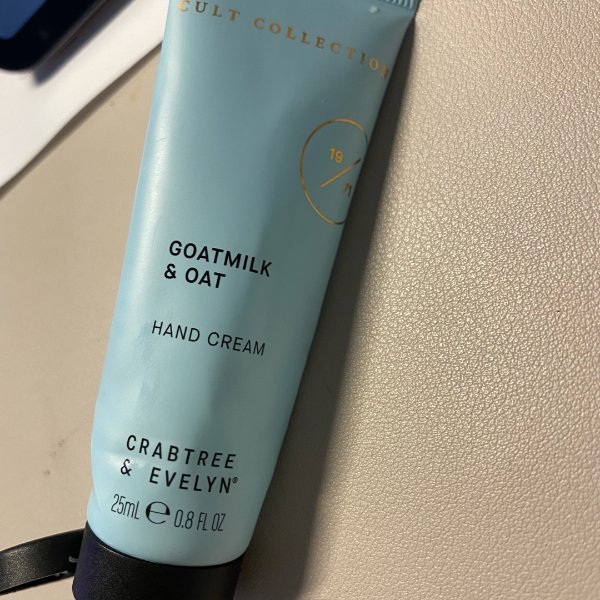 CULT COLLECTION
19
GOATMILK
& OAT
HAND CREAM
CRABTREE
& EVELYN®
25mL ℮ 0.8 FL OZ